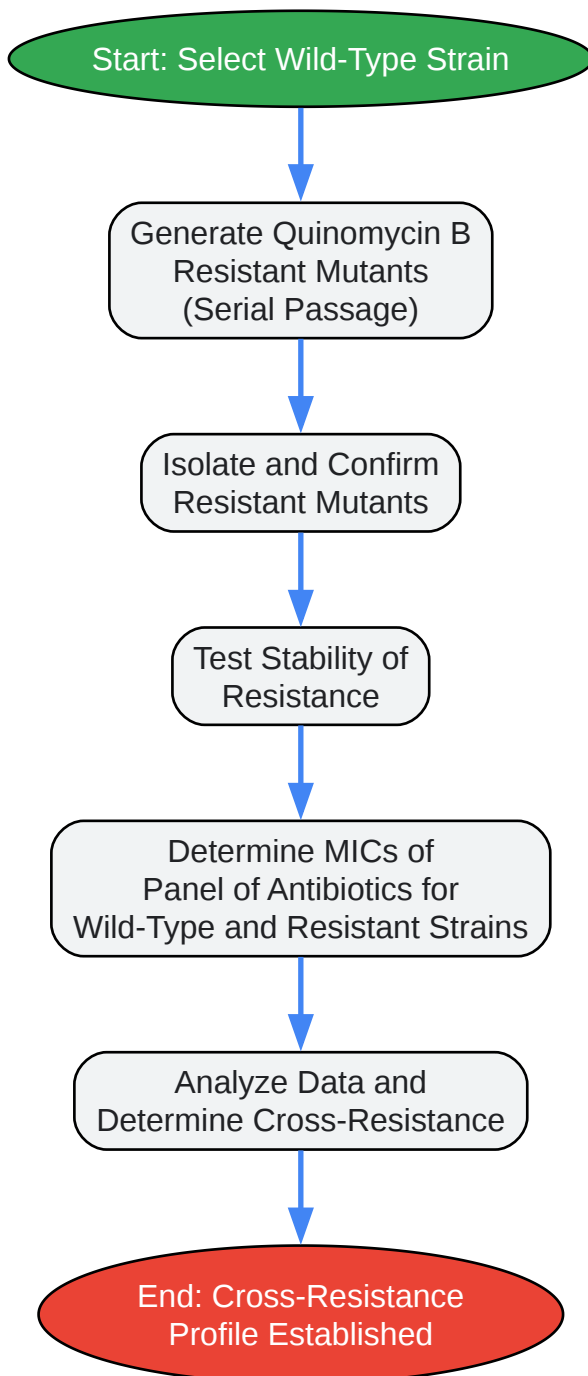 Start: Select Wild-Type Strain
Generate Quinomycin B
Resistant Mutants
(Serial Passage)
Isolate and Confirm
Resistant Mutants
Test Stability of
Resistance
Determine MICs of
Panel of Antibiotics for
Wild-Type and Resistant Strains
Analyze Data and
Determine Cross-Resistance
End: Cross-Resistance
Profile Established